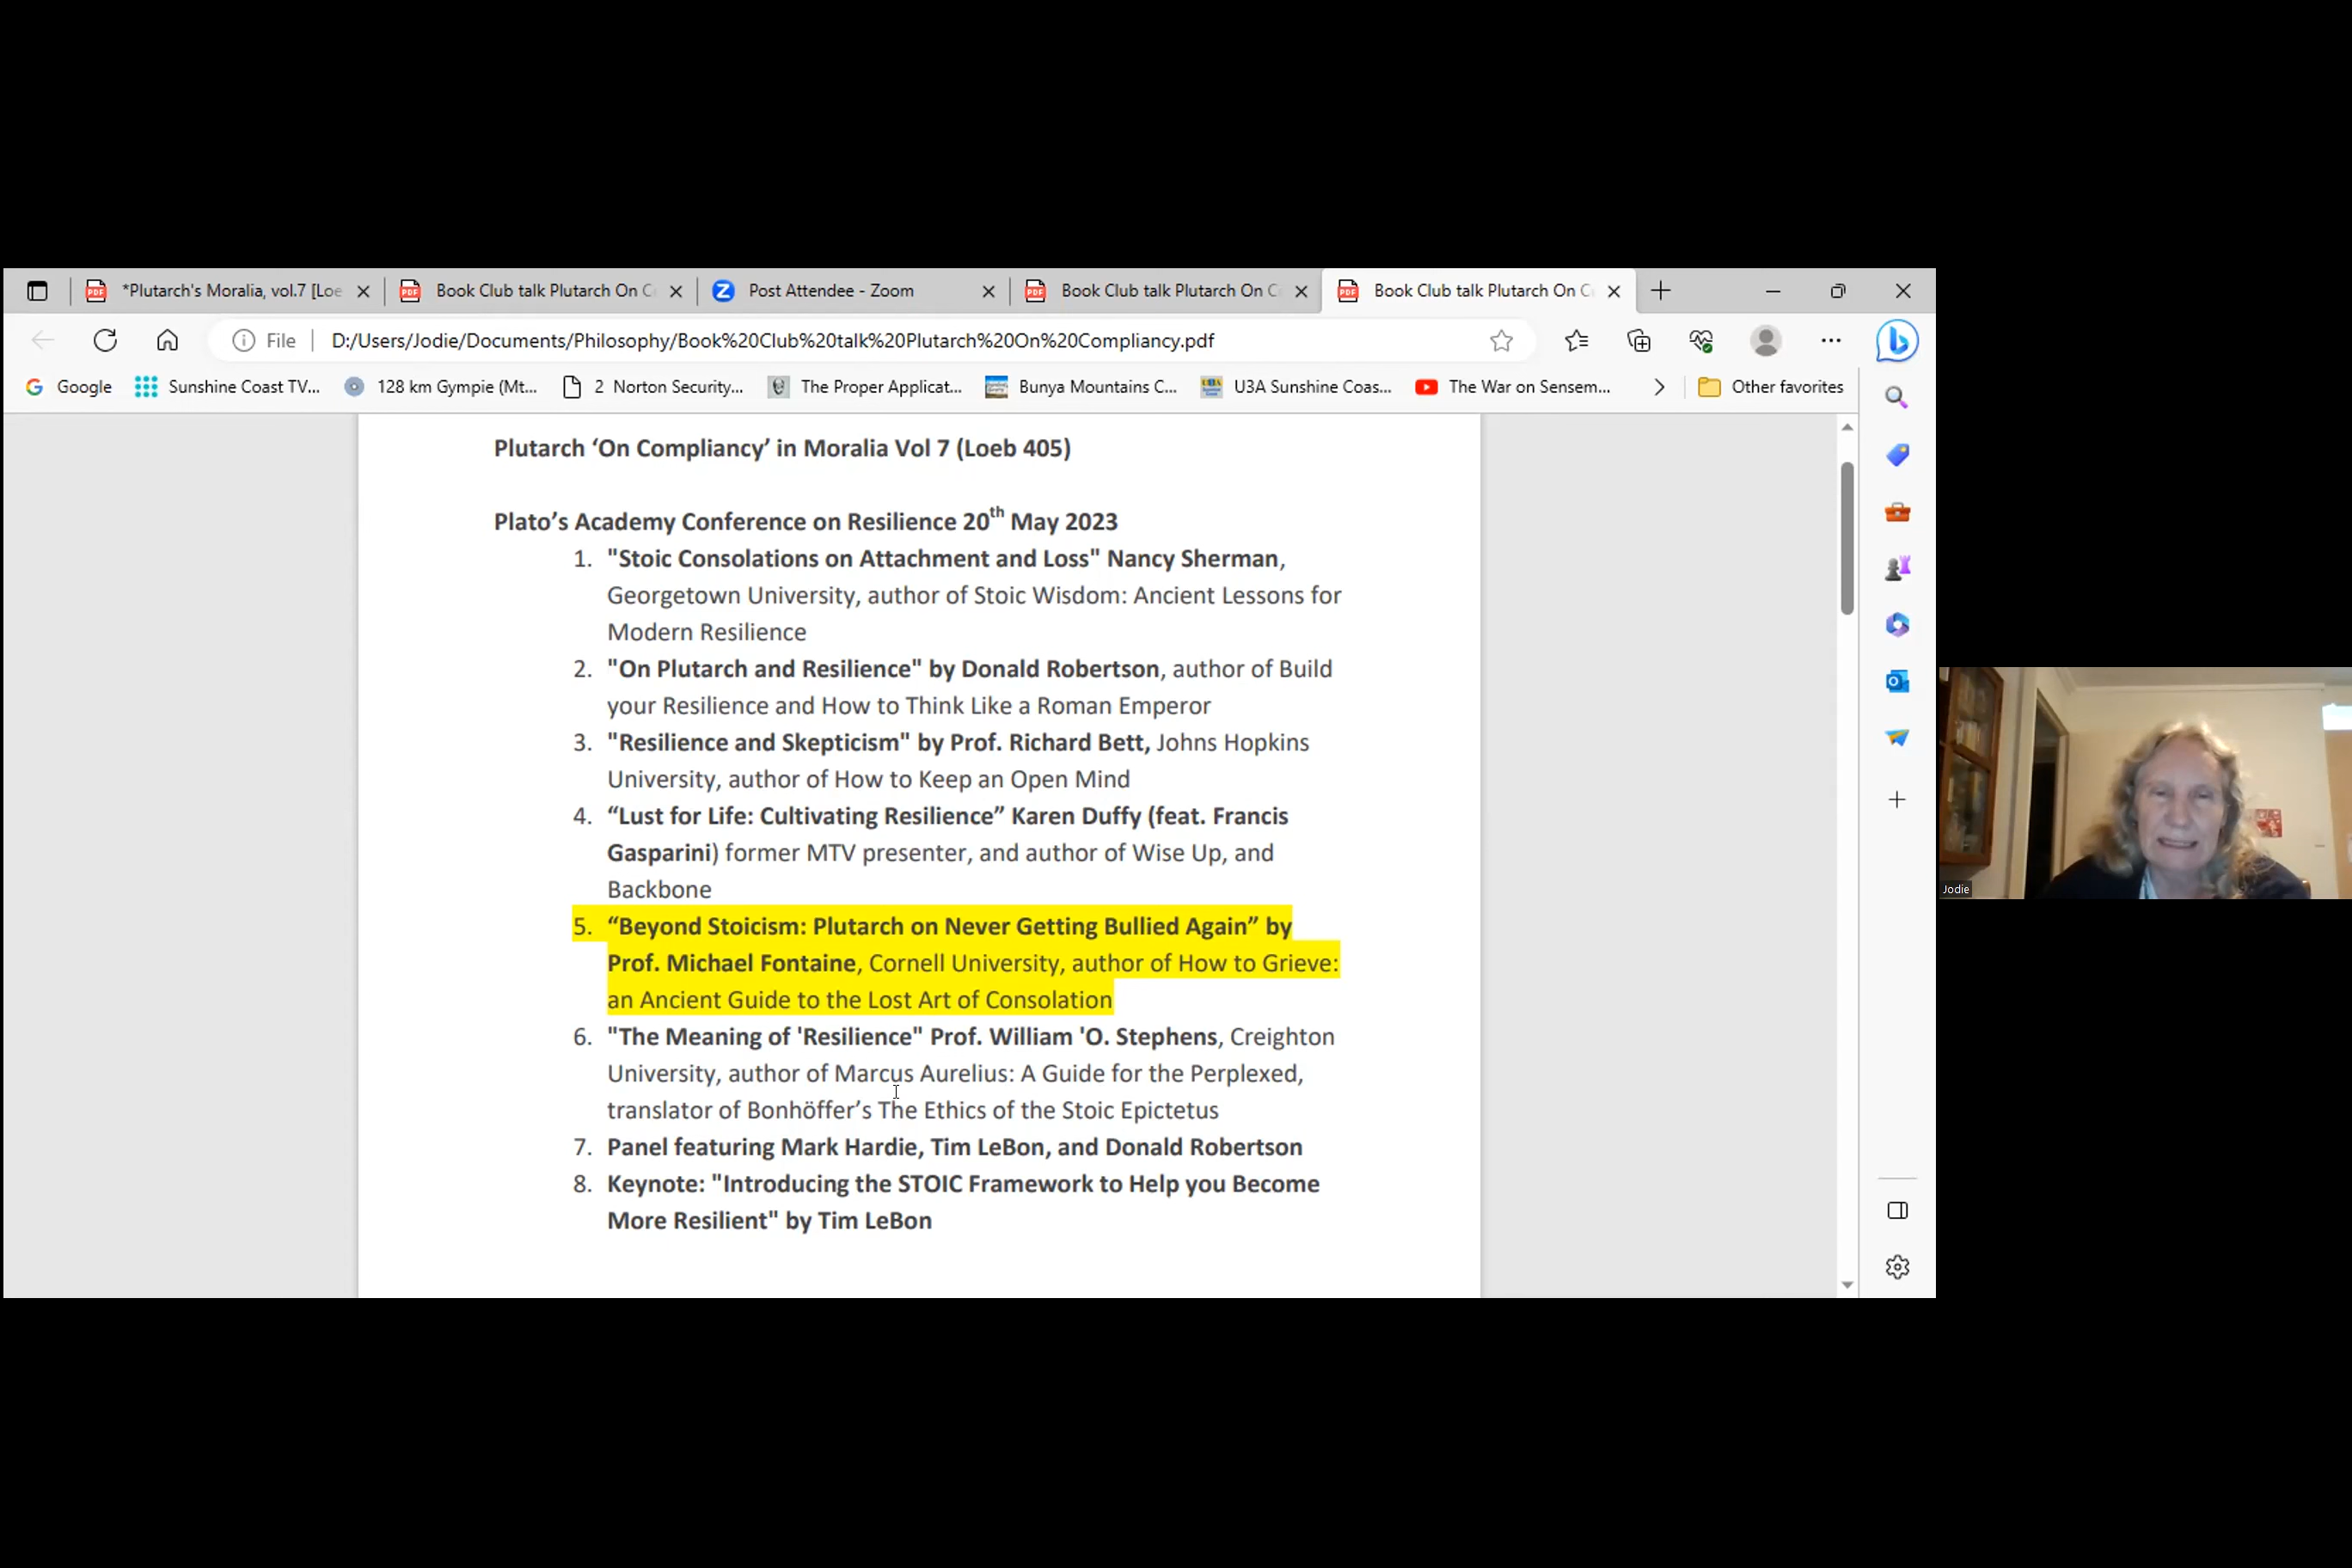 *Plutarch's Moralia, vol.7 [Loe
Book Club talk Plutarch On C
Post Attendee - Zoom
Book Club talk Plutarch On C
Book Club talk Plutarch On C
File
D:/Users/Jodie/Documents/Philosophy/Book%20Club%20talk%20Plutarch%20On%20Compliancy.pdf
Google
Sunshine Coast TV...
128 km Gympie (Mt...
2 Norton Security...
The Proper Applicat...
Bunya Mountains C...
U3A Sunshine Coas...
The War on Sensem...
Other favorites
Plutarch ‘On Compliancy’ in Moralia Vol 7 (Loeb 405)
Plato’s Academy Conference on Resilience 20th May 2023
1. "Stoic Consolations on Attachment and Loss" Nancy Sherman,
Georgetown University, author of Stoic Wisdom: Ancient Lessons for
Modern Resilience
2. "On Plutarch and Resilience" by Donald Robertson, author of Build
your Resilience and How to Think Like a Roman Emperor
3. "Resilience and Skepticism" by Prof. Richard Bett, Johns Hopkins
University, author of How to Keep an Open Mind
4. “Lust for Life: Cultivating Resilience” Karen Duffy (feat. Francis
Gasparini) former MTV presenter, and author of Wise Up, and
Backbone
5. “Beyond Stoicism: Plutarch on Never Getting Bullied Again” by
Prof. Michael Fontaine, Cornell University, author of How to Grieve:
an Ancient Guide to the Lost Art of Consolation
6. "The Meaning of 'Resilience" Prof. William 'O. Stephens, Creighton
University, author of Marcus Aurelius: A Guide for the Perplexed,
translator of Bonhöffer’s The Ethics of the Stoic Epictetus
7. Panel featuring Mark Hardie, Tim LeBon, and Donald Robertson
8. Keynote: "Introducing the STOIC Framework to Help you Become
More Resilient" by Tim LeBon
Jodie